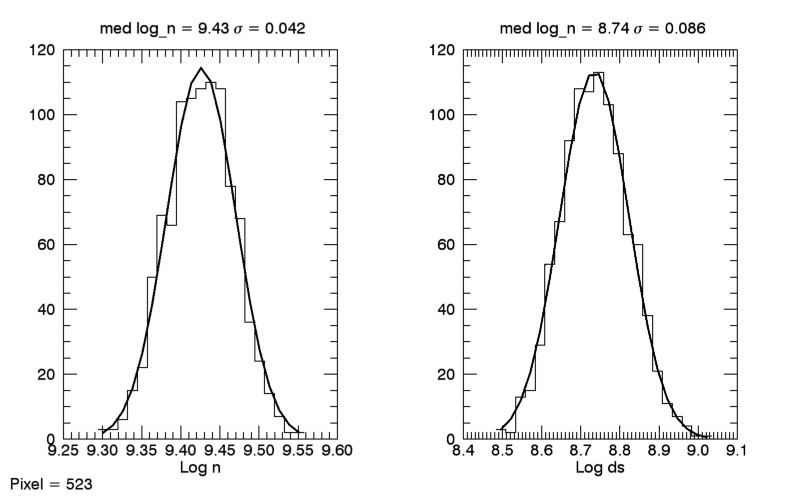 med log_n = 9.43 σ = 0.042
120
100
80
60
40
20
0
9.25 9.30 9.35 9.40 9.45 9.50 9.55 9.60
Log n
med log_n = 8.74 σ = 0.086
120
100
80
60
40
20
0
8.4 8.5 8.6 8.7 8.8 8.9 9.0 9.1
Log ds
Pixel = 523